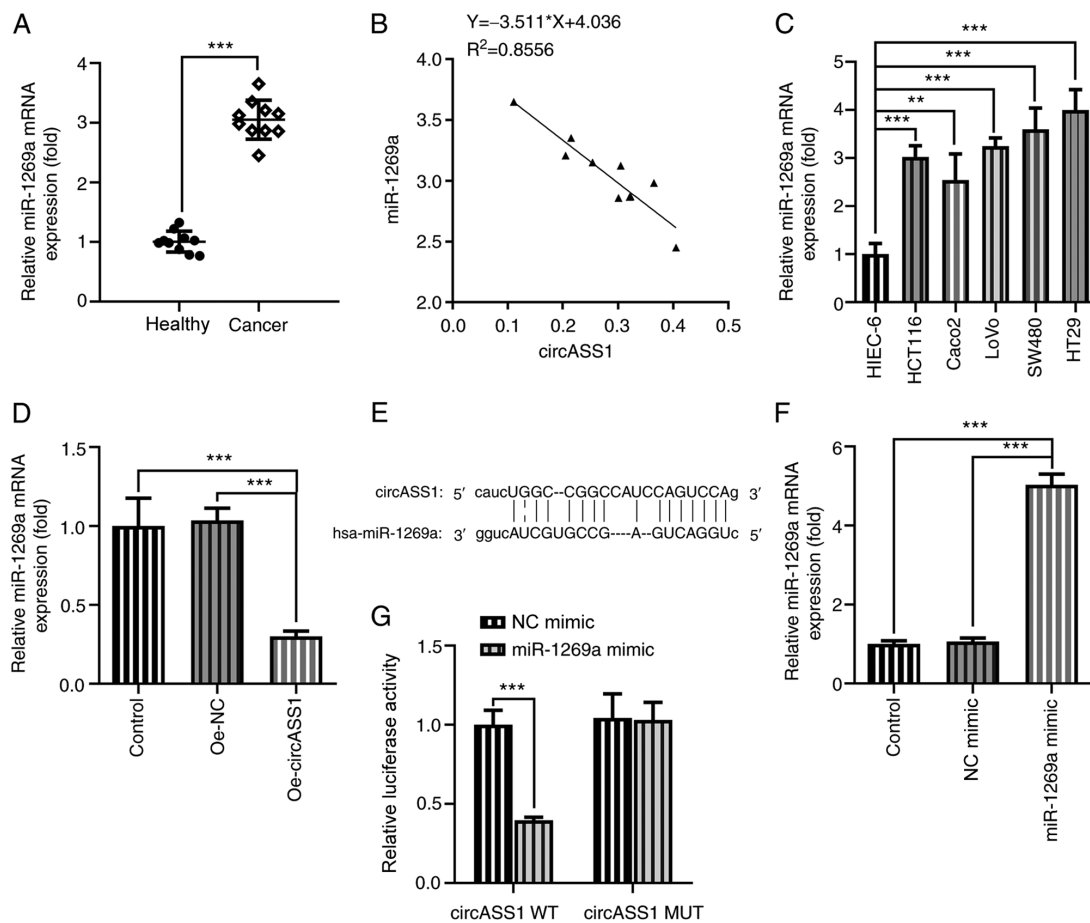 A
Relative miR-1269a mRNA
expression (fold)
***
4
3
2
1
0
Healthy
Cancer
B
Y=−3.511*X+4.036
R²=0.8556
miR-1269a
4.0
3.5
3.0
2.5
2.0
0.0
0.1
0.2
0.3
0.4
0.5
circASS1
C
Relative miR-1269a mRNA
expression (fold)
***
***
***
**
***
5
4
3
2
1
0
HIEC-6
HCT116
Caco2
LoVo
SW480
HT29
D
Relative miR-1269a mRNA
expression (fold)
***
***
1.5
1.0
0.5
0.0
Control
Oe-NC
Oe-circASS1
E
circASS1: 5′ caucUGGC--CGGCCAUCCAGUCCAg 3′
hsa-miR-1269a: 3′ ggucAUCGUGCCG----A--GUCAGGUc 5′
F
Relative miR-1269a mRNA
expression (fold)
***
***
6
4
2
0
Control
NC mimic
miR-1269a mimic
G
NC mimic
miR-1269a mimic
Relative luciferase activity
***
1.5
1.0
0.5
0.0
circASS1 WT
circASS1 MUT